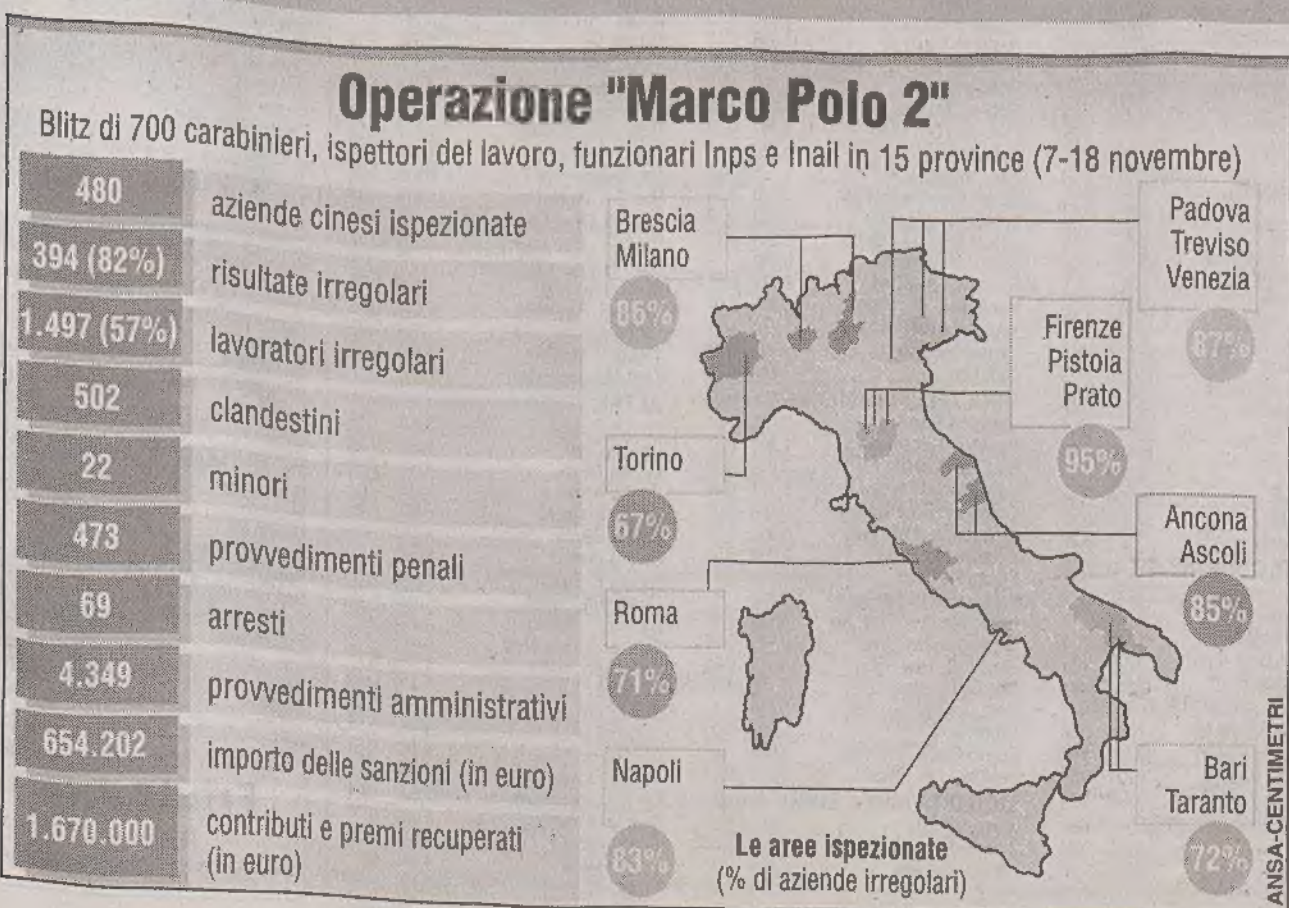 Operazione "Marco Polo 2"
Blitz di 700 carabinieri, ispettori del lavoro, funzionari Inps e Inail in 15 province (7-18 novembre)
480 aziende cinesi ispezionate
394 (82%) risultate irregolari
1.497 (57%) lavoratori irregolari
502 clandestini
22 minori
473 provvedimenti penali
69 arresti
4.349 provvedimenti amministrativi
654.202 importo delle sanzioni (in euro)
1.670.000 contributi e premi recuperati
(in euro)
Brescia
Milano
Torino
67%
Roma
71%
Napoli
83%
Padova
Treviso
Venezia
87%
Firenze
Pistoia
Prato
95%
Ancona
Ascoli
85%
Bari
Taranto
72%
Le aree ispezionate
(% di aziende irregolari)
ANSA-CENTIMETRI